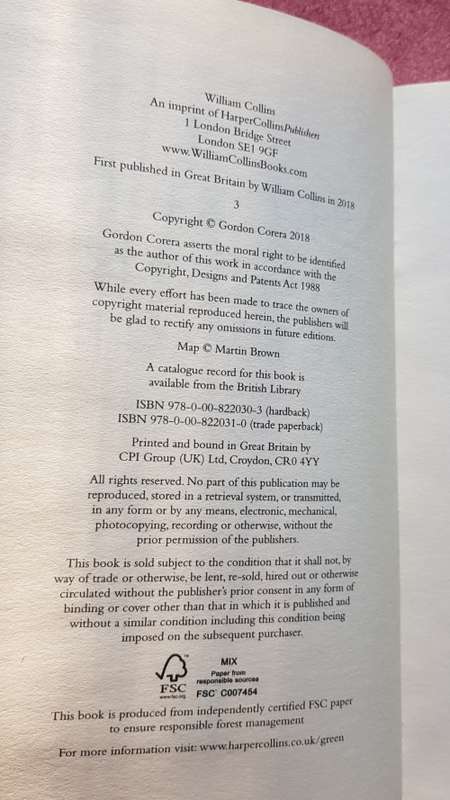 William Collins
An imprint of HarperCollinsPublishers
1 London Bridge Street
London SE1 9GF
www.WilliamCollinsBooks.com
First published in Great Britain by William Collins in 2018
3
Copyright © Gordon Corera 2018
Gordon Corera asserts the moral right to be identified
as the author of this work in accordance with the
Copyright, Designs and Patents Act 1988
While every effort has been made to trace the owners of
copyright material reproduced herein, the publishers will
be glad to rectify any omissions in future editions.
Map © Martin Brown
A catalogue record for this book is
available from the British Library
ISBN 978-0-00-822030-3 (hardback)
ISBN 978-0-00-822031-0 (trade paperback)
Printed and bound in Great Britain by
CPI Group (UK) Ltd, Croydon, CR0 4YY
All rights reserved. No part of this publication may be
reproduced, stored in a retrieval system, or transmitted,
in any form or by any means, electronic, mechanical,
photocopying, recording or otherwise, without the
prior permission of the publishers.
This book is sold subject to the condition that it shall not, by
way of trade or otherwise, be lent, re-sold, hired out or otherwise
circulated without the publisher's prior consent in any form of
binding or cover other than that in which it is published and
without a similar condition including this condition being
imposed on the subsequent purchaser.
FSC
www.fsc.org
MIX
Paper from
responsible sources
FSC™ C007454
This book is produced from independently certified FSC paper
to ensure responsible forest management
For more information visit: www.harpercollins.co.uk/green